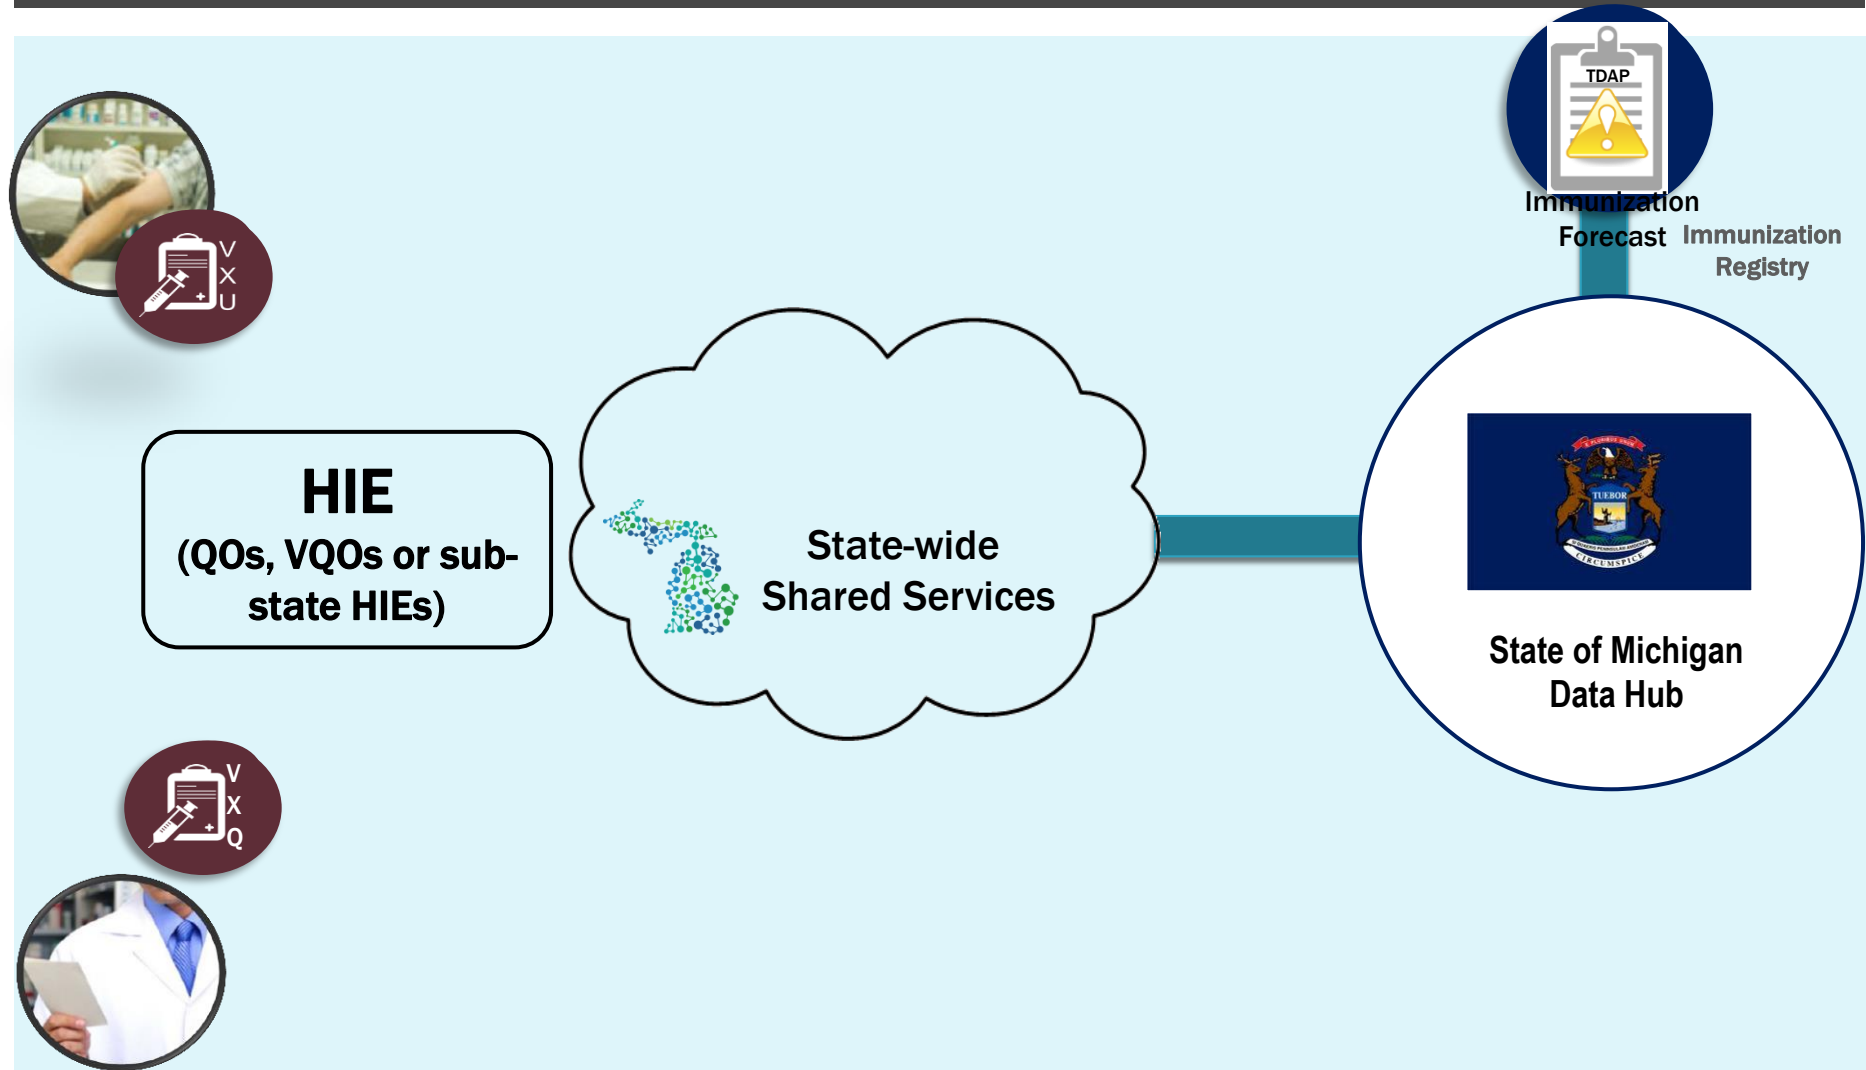 TDAP
Immunization
Forecast
Immunization
Registry
V
X
U
HIE
(QOs, VQOs or sub-
state HIEs)
State-wide
Shared Services
TUEBOR
CIRCUMSPICE
State of Michigan
Data Hub
V
X
Q